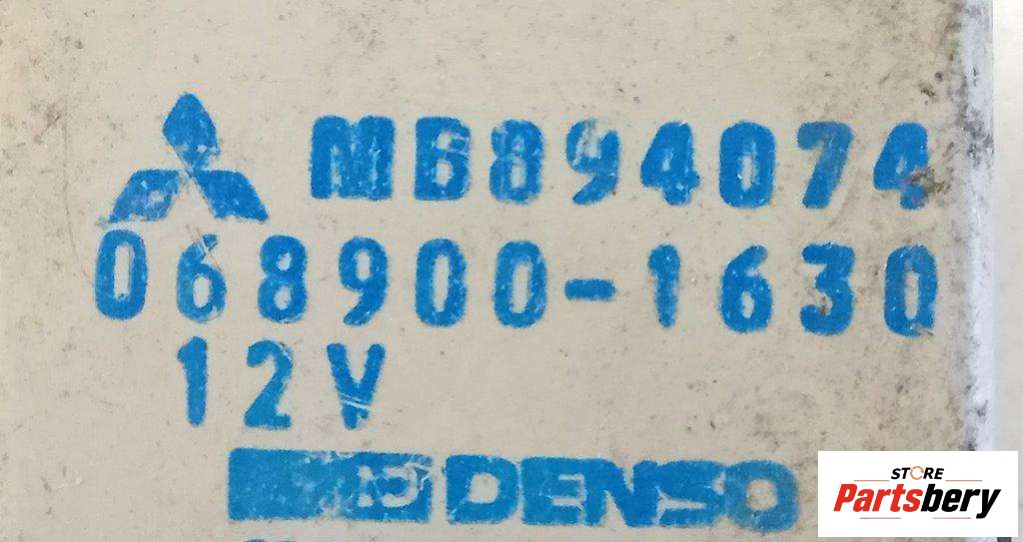 MB894074
068900-1630
12V
DENSO
STORE
Partsbery